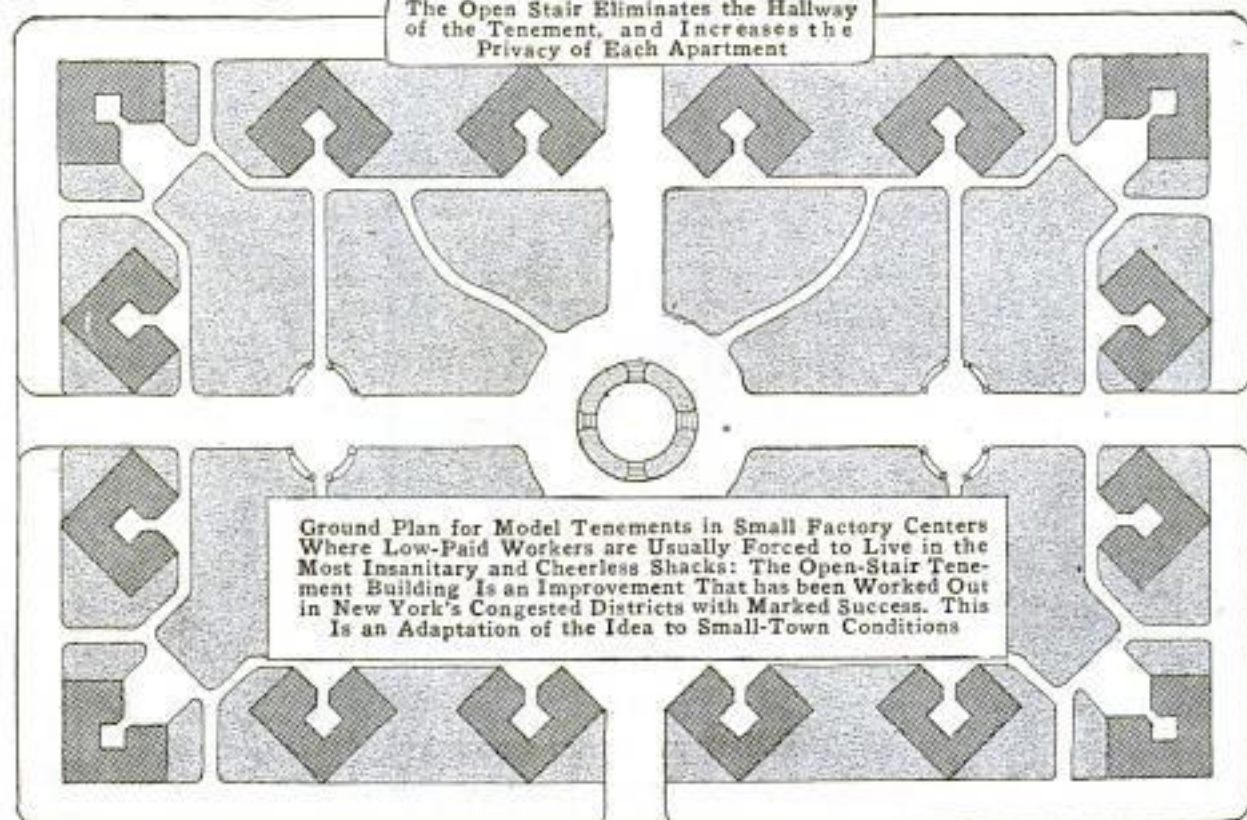 The Open Stair Eliminates the Hallway
of the Tenement, and Increases the
Privacy of Each Apartment
Ground Plan for Model Tenements in Small Factory Centers
Where Low-Paid Workers are Usually Forced to Live in the
Most Insanitary and Cheerless Shacks: The Open-Stair Tene-
ment Building Is an Improvement That has been Worked Out
in New York's Congested Districts with Marked Success. This
Is an Adaptation of the Idea to Small-Town Conditions